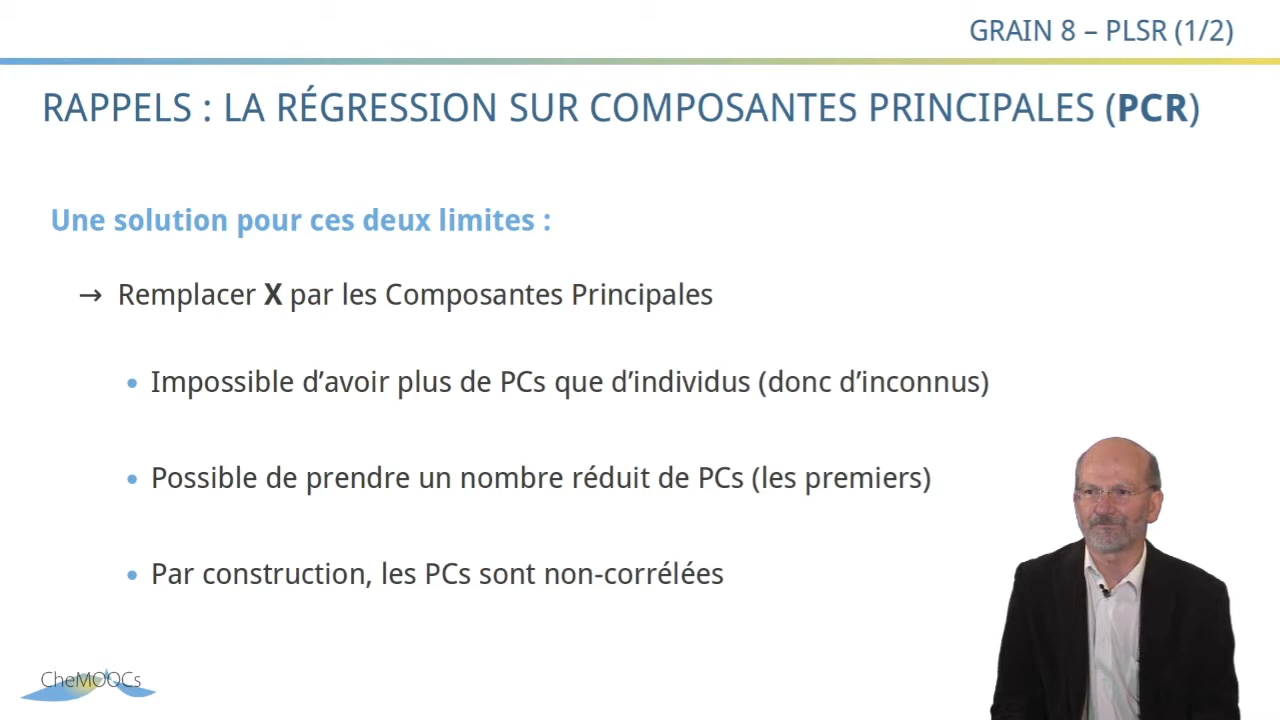 GRAIN 8 – PLSR (1/2)
RAPPELS : LA RÉGRESSION SUR COMPOSANTES PRINCIPALES (PCR)
Une solution pour ces deux limites :
→ Remplacer X par les Composantes Principales
• Impossible d’avoir plus de PCs que d’individus (donc d’inconnus)
• Possible de prendre un nombre réduit de PCs (les premiers)
• Par construction, les PCs sont non-corrélées
CheMOOCs